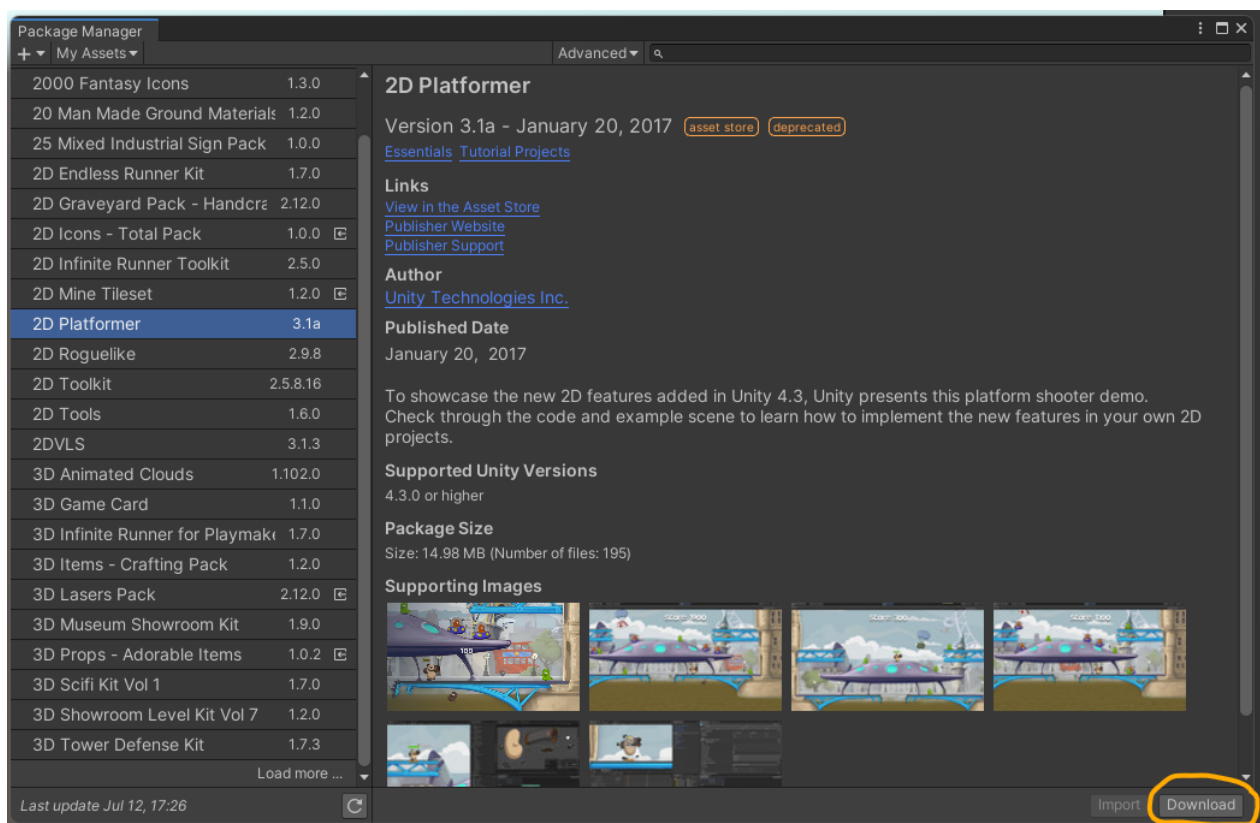 Package Manager
+ My Assets Advanced
2000 Fantasy Icons 1.3.0
20 Man Made Ground Materials 1.2.0
25 Mixed Industrial Sign Pack 1.0.0
2D Endless Runner Kit 1.7.0
2D Graveyard Pack - Handcra 2.12.0
2D Icons - Total Pack 1.0.0
2D Infinite Runner Toolkit 2.5.0
2D Mine Tileset 1.2.0
2D Platformer 3.1a
2D Roguelike 2.9.8
2D Toolkit 2.5.8.16
2D Tools 1.6.0
2DVLS 3.1.3
3D Animated Clouds 1.102.0
3D Game Card 1.1.0
3D Infinite Runner for Playmake 1.7.0
3D Items - Crafting Pack 1.2.0
3D Lasers Pack 2.12.0
3D Museum Showroom Kit 1.9.0
3D Props - Adorable Items 1.0.2
3D Scifi Kit Vol 1 1.7.0
3D Showroom Level Kit Vol 7 1.2.0
3D Tower Defense Kit 1.7.3
Load more ...
Last update Jul 12, 17:26
2D Platformer
Version 3.1a - January 20, 2017 asset store deprecated
Essentials Tutorial Projects
Links
View in the Asset Store
Publisher Website
Publisher Support
Author
Unity Technologies Inc.
Published Date
January 20, 2017
To showcase the new 2D features added in Unity 4.3, Unity presents this platform shooter demo.
Check through the code and example scene to learn how to implement the new features in your own 2D
projects.
Supported Unity Versions
4.3.0 or higher
Package Size
Size: 14.98 MB (Number of files: 195)
Supporting Images
100
Import Download